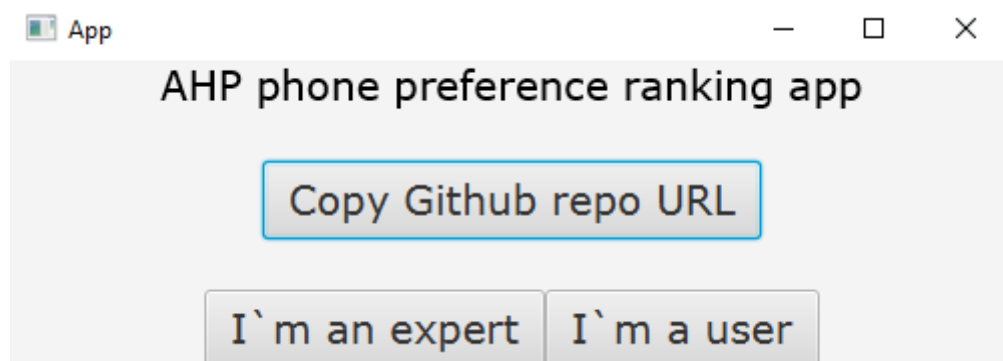 App
AHP phone preference ranking app
Copy Github repo URL
I`m an expert I`m a user